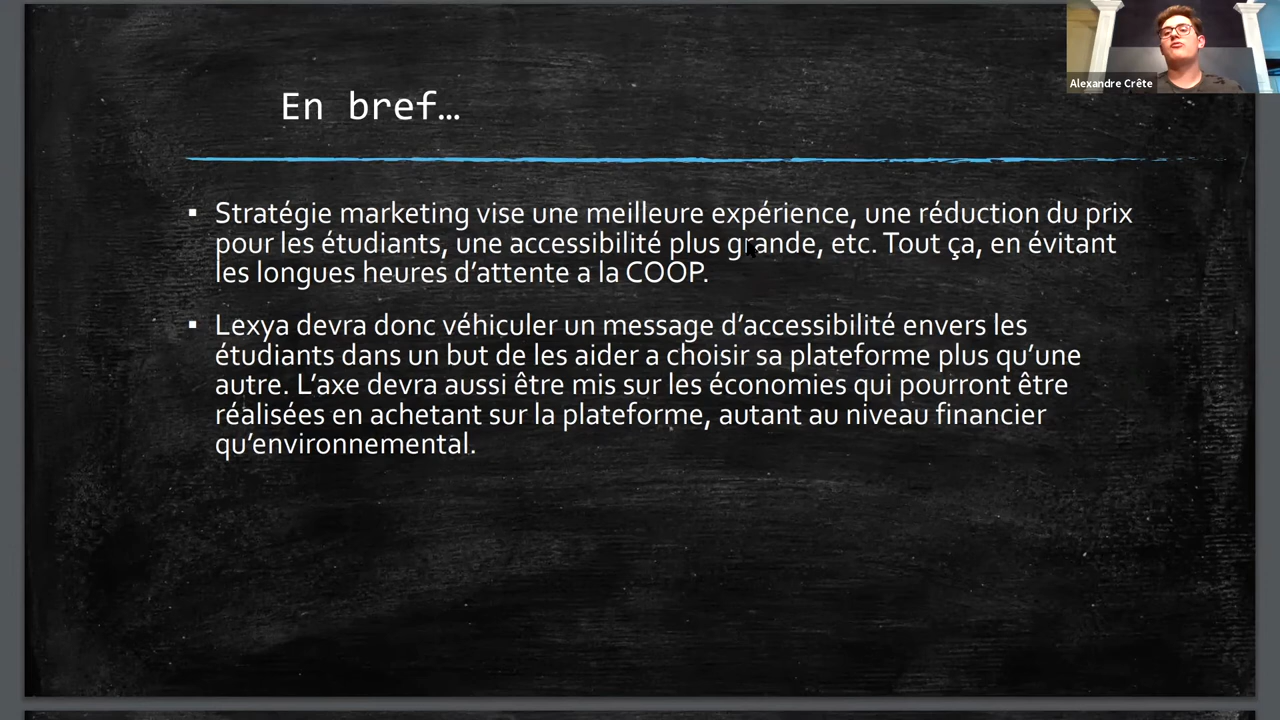 Alexandre Crête
En bref…
▪ Stratégie marketing vise une meilleure expérience, une réduction du prix
pour les étudiants, une accessibilité plus grande, etc. Tout ça, en évitant
les longues heures d’attente a la COOP.
▪ Lexya devra donc véhiculer un message d’accessibilité envers les
étudiants dans un but de les aider a choisir sa plateforme plus qu’une
autre. L’axe devra aussi être mis sur les économies qui pourront être
réalisées en achetant sur la plateforme, autant au niveau financier
qu’environnemental.